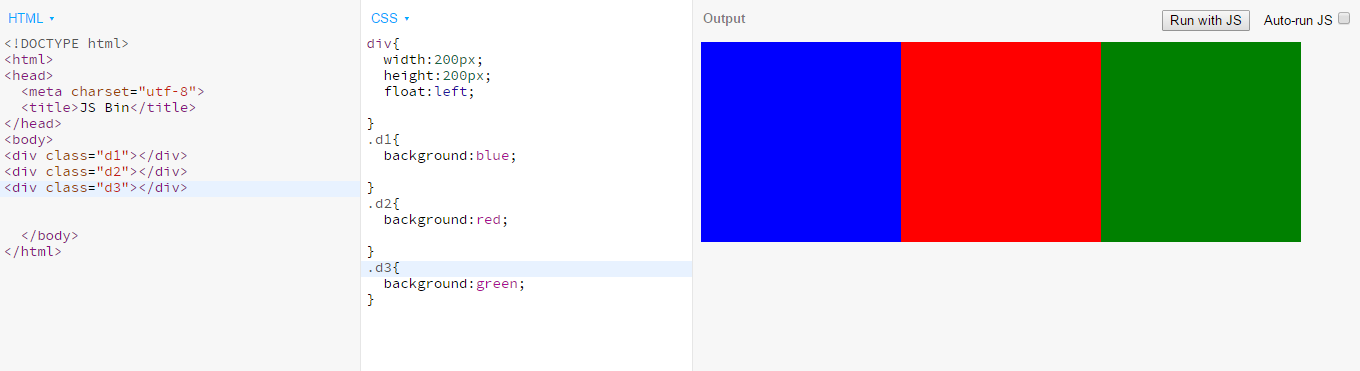 HTML ▾
<!DOCTYPE html>
<html>
<head>
  <meta charset="utf-8">
  <title>JS Bin</title>
</head>
<body>
<div class="d1"></div>
<div class="d2"></div>
<div class="d3"></div>
  </body>
</html>
CSS ▾
div{
  width:200px;
  height:200px;
  float:left;
}
.d1{
  background:blue;
}
.d2{
  background:red;
}
.d3{
  background:green;
}
Output
Run with JS
Auto-run JS